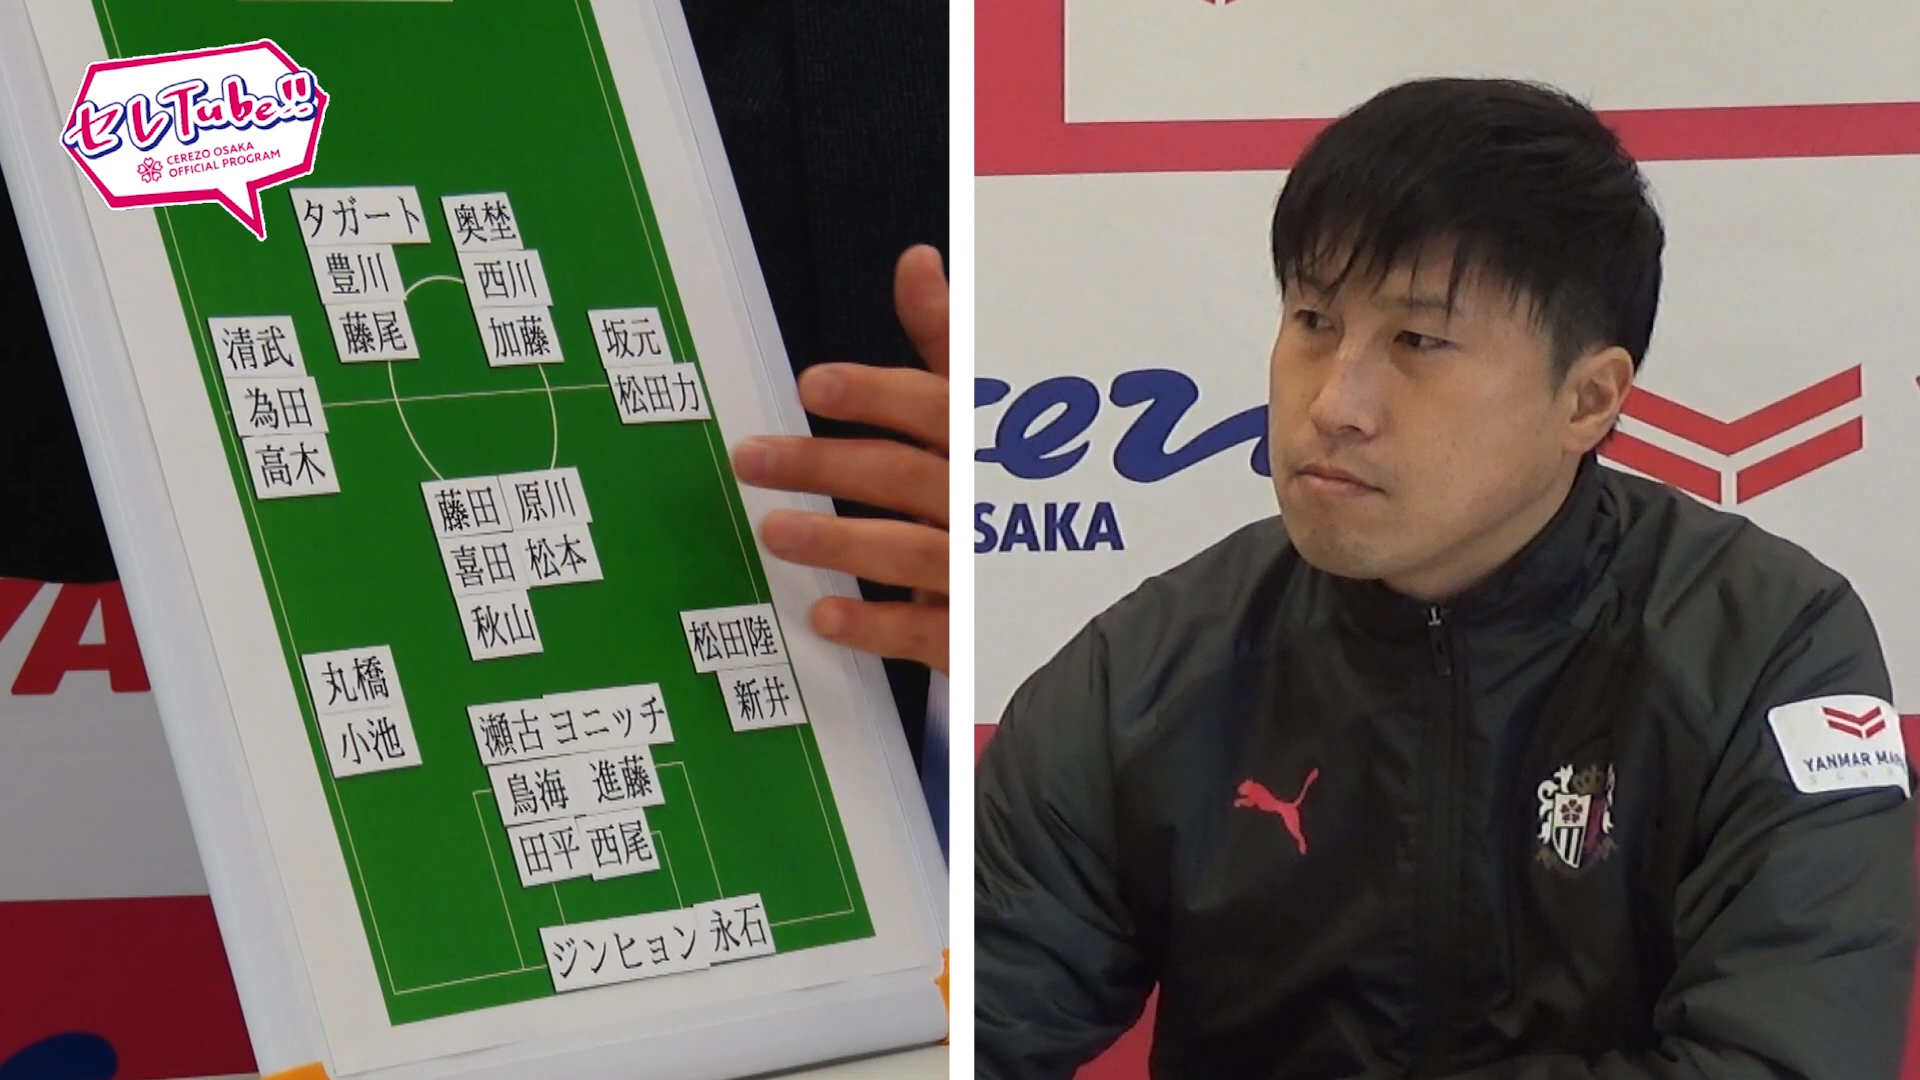 セレTube!!
CEREZO OSAKA
OFFICIAL PROGRAM
タガート 奥埜
豊川 西川
藤尾 加藤
清武 坂元
為田 松田力
高木
藤田 原川
喜田 松本
秋山
丸橋 松田陸
小池 新井
瀬古 ヨニッチ
鳥海 進藤
田平 西尾
ジンヒョン 永石
YA
cerezo
SAKA
YANMAR MAR